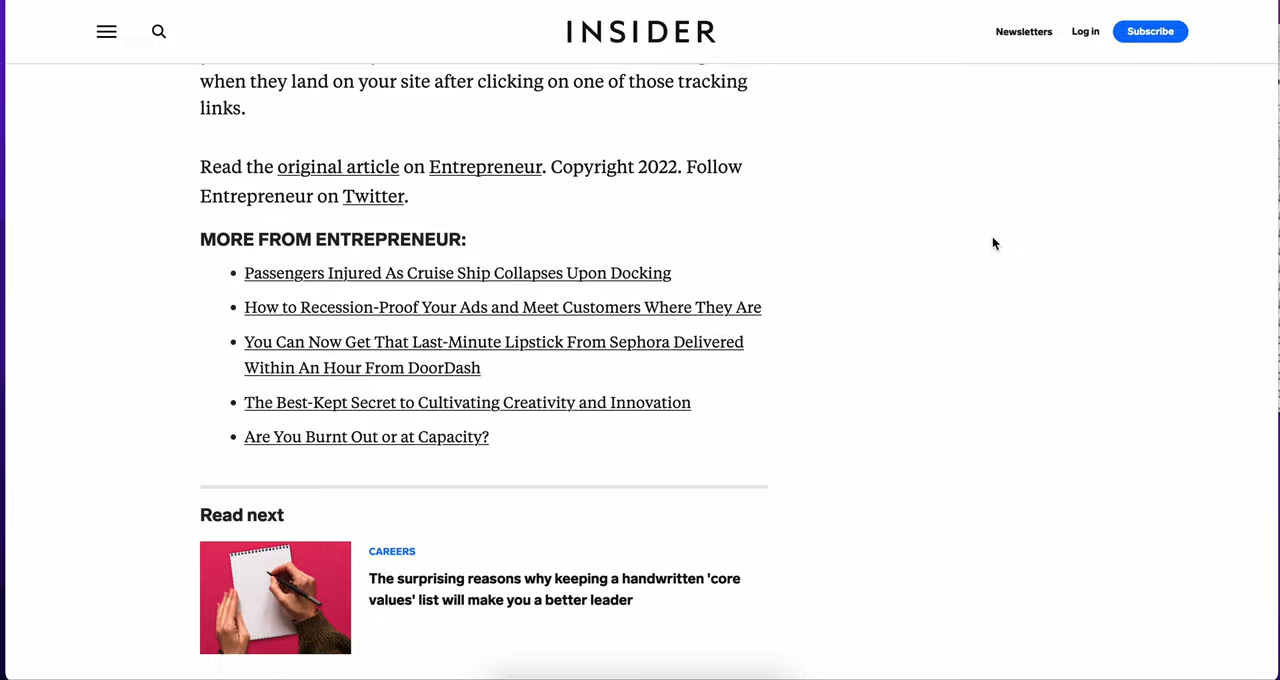 INSIDER
Newsletters
Log in
Subscribe
when they land on your site after clicking on one of those tracking
links.
Read the original article on Entrepreneur. Copyright 2022. Follow
Entrepreneur on Twitter.
MORE FROM ENTREPRENEUR:
• Passengers Injured As Cruise Ship Collapses Upon Docking
• How to Recession-Proof Your Ads and Meet Customers Where They Are
• You Can Now Get That Last-Minute Lipstick From Sephora Delivered
Within An Hour From DoorDash
• The Best-Kept Secret to Cultivating Creativity and Innovation
• Are You Burnt Out or at Capacity?
Read next
CAREERS
The surprising reasons why keeping a handwritten 'core
values' list will make you a better leader